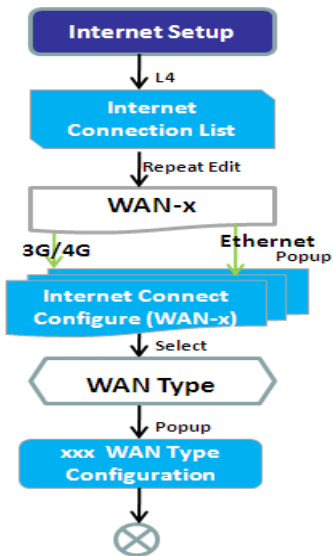 Internet Setup
L4
Internet
Connection List
Repeat Edit
WAN-x
3G/4G
Ethernet
Popup
Internet Connect
Configure (WAN-x)
Select
WAN Type
Popup
xxx WAN Type
Configuration